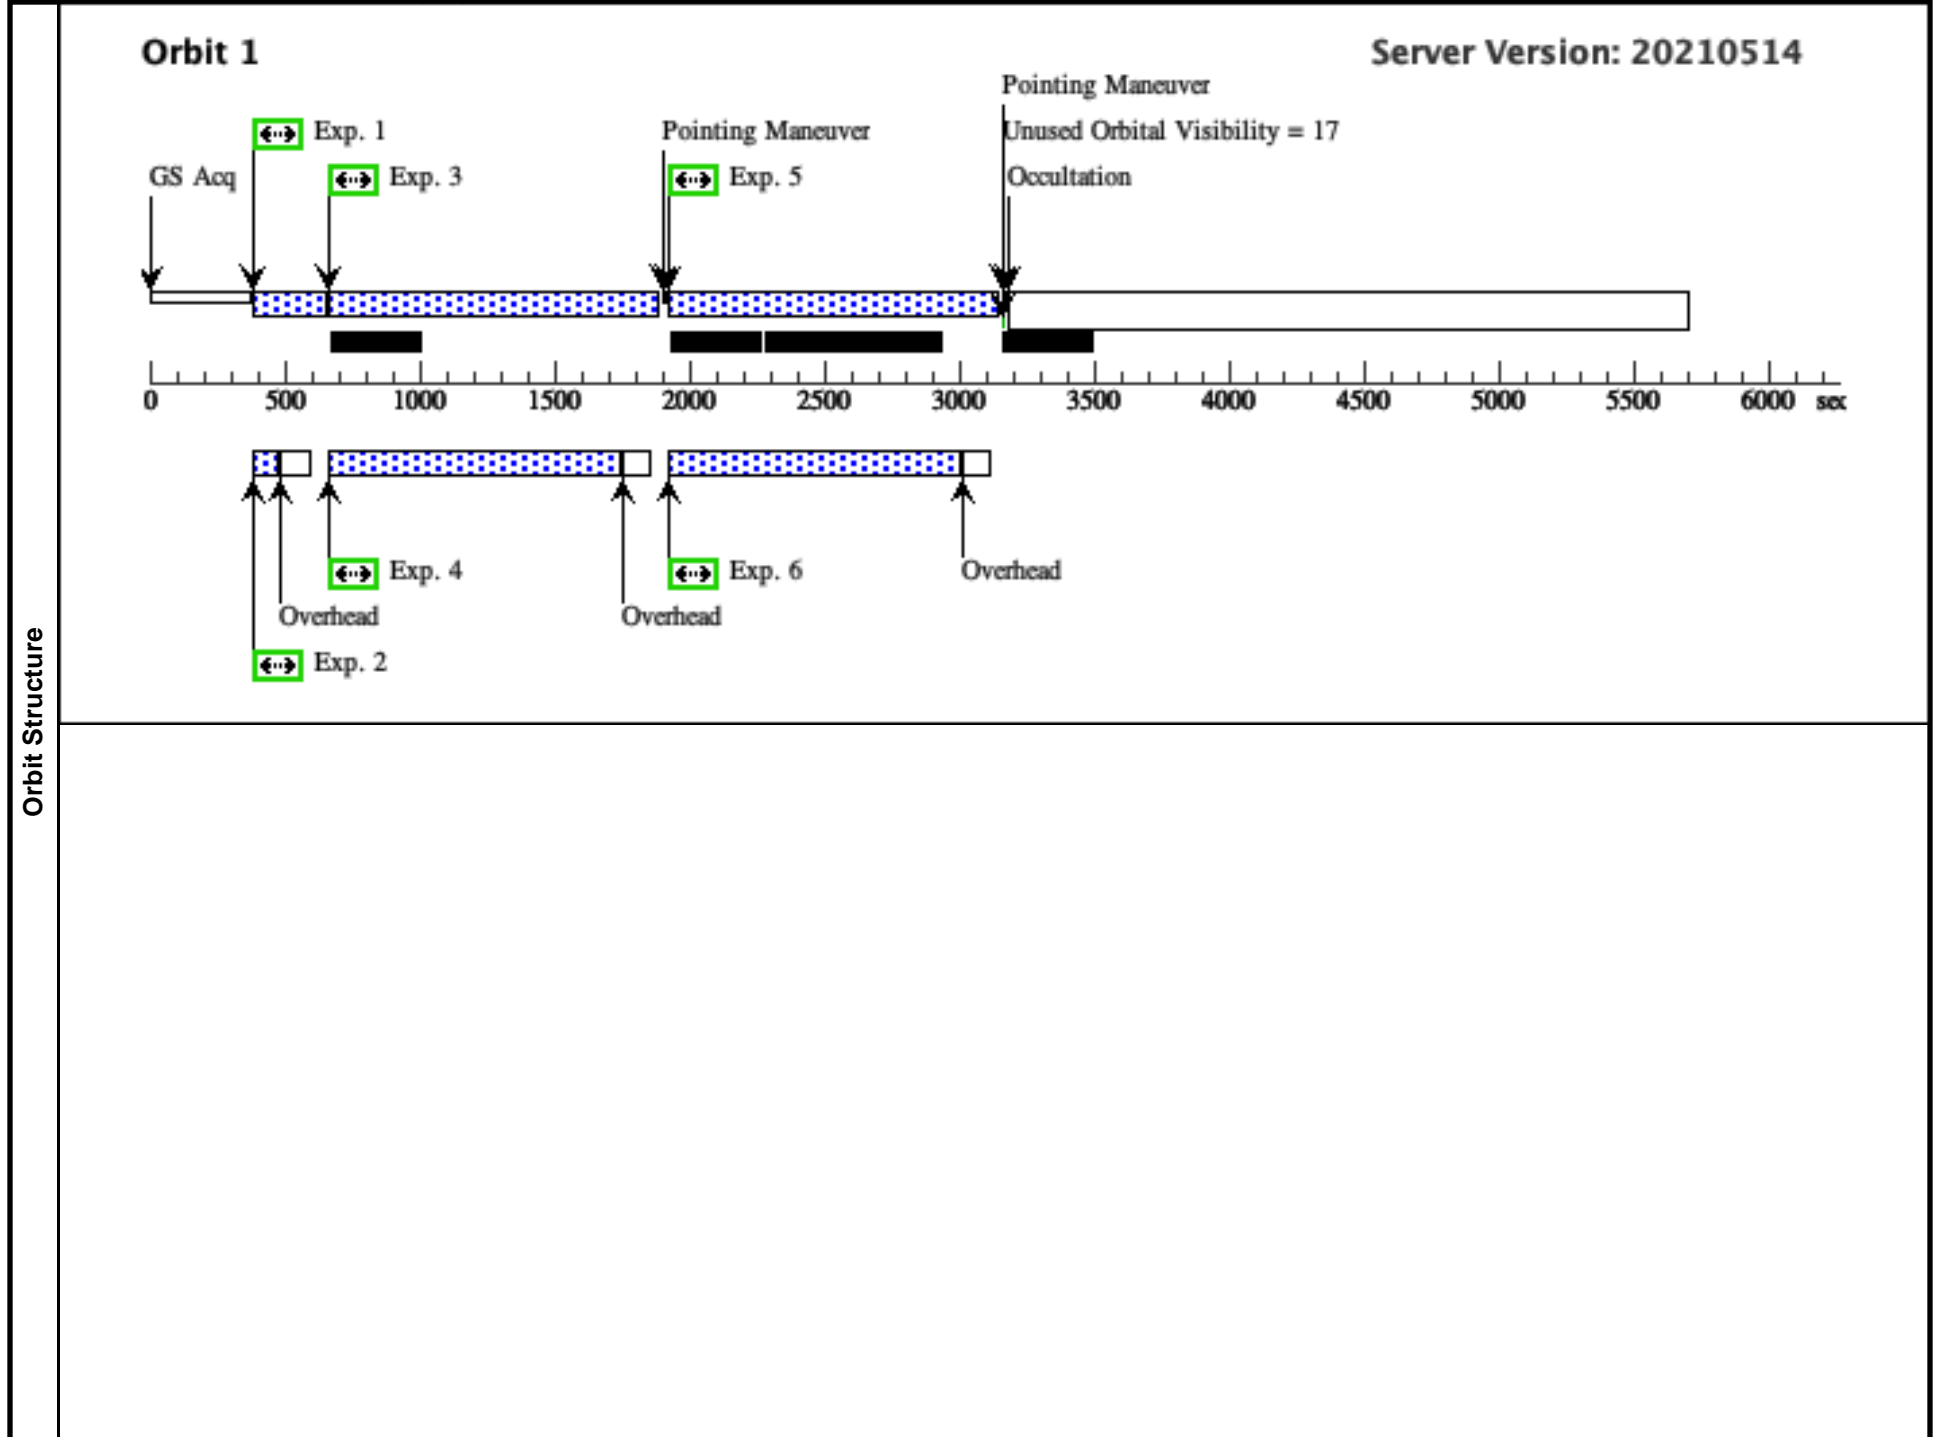 Orbit 1
Server Version: 20210514
Pointing Maneuver
Exp. 1
Pointing Maneuver
Unused Orbital Visibility = 17
GS Acq
Exp. 3
Exp. 5
Occultation
0 500 1000 1500 2000 2500 3000 3500 4000 4500 5000 5500 6000 sec
Exp. 4
Exp. 6
Overhead
Overhead
Overhead
Exp. 2
Orbit Structure